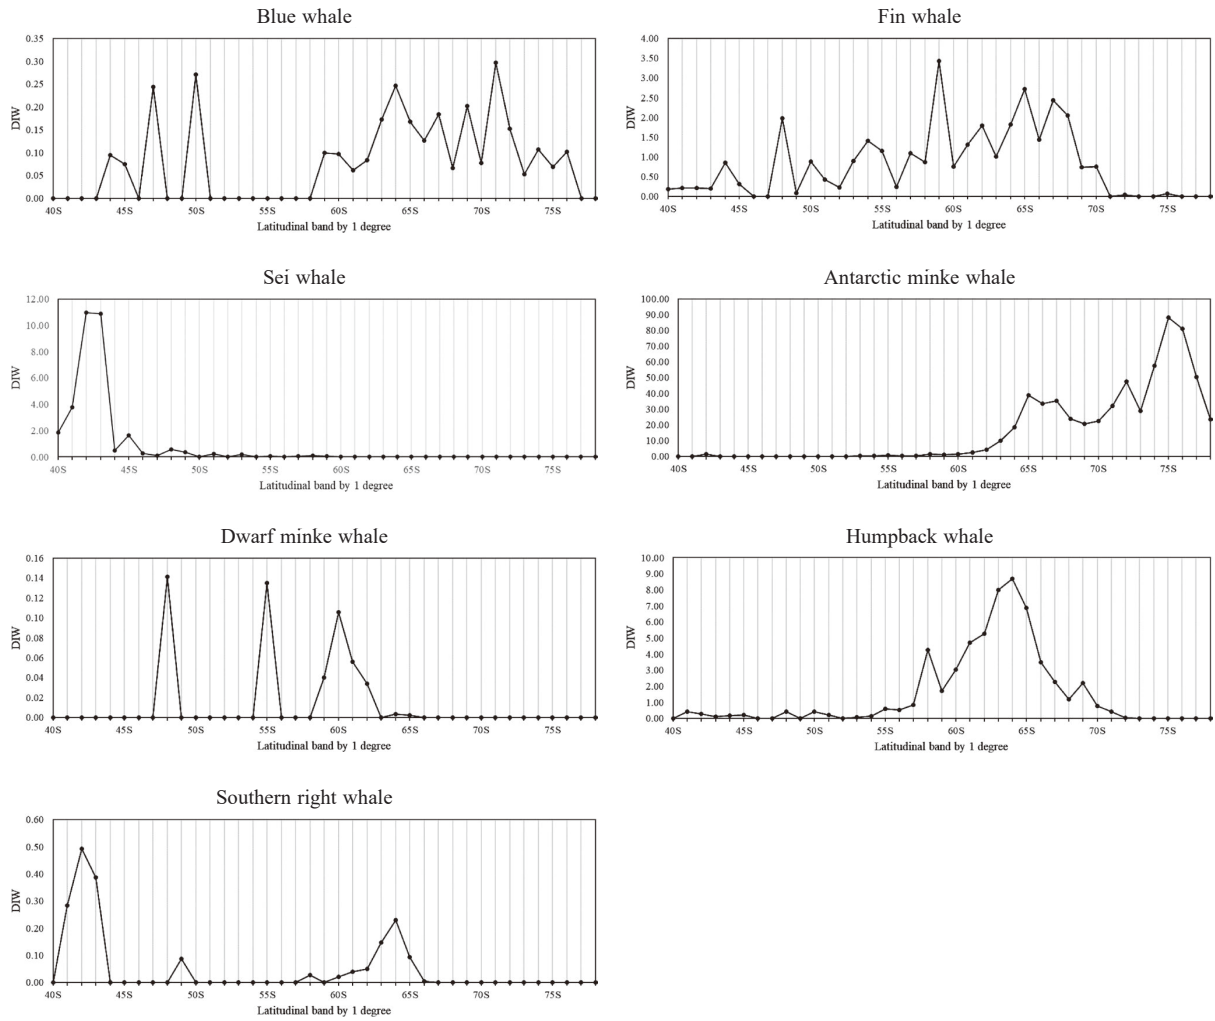 Blue whale
0.35
0.30
0.25
0.20
0.15
0.10
0.05
0.00
DIW
40S 45S 50S 55S 60S 65S 70S 75S
Latitudinal band by 1 degree
Fin whale
4.00
3.50
3.00
2.50
2.00
1.50
1.00
0.50
0.00
DIW
40S 45S 50S 55S 60S 65S 70S 75S
Latitudinal band by 1 degree
Sei whale
12.00
10.00
8.00
6.00
4.00
2.00
0.00
DIW
40S 45S 50S 55S 60S 65S 70S 75S
Latitudinal band by 1 degree
Antarctic minke whale
100.00
90.00
80.00
70.00
60.00
50.00
40.00
30.00
20.00
10.00
0.00
DIW
40S 45S 50S 55S 60S 65S 70S 75S
Latitudinal band by 1 degree
Dwarf minke whale
0.16
0.14
0.12
0.10
0.08
0.06
0.04
0.02
0.00
DIW
40S 45S 50S 55S 60S 65S 70S 75S
Latitudinal band by 1 degree
Humpback whale
10.00
9.00
8.00
7.00
6.00
5.00
4.00
3.00
2.00
1.00
0.00
DIW
40S 45S 50S 55S 60S 65S 70S 75S
Latitudinal band by 1 degree
Southern right whale
0.60
0.50
0.40
0.30
0.20
0.10
0.00
DIW
40S 45S 50S 55S 60S 65S 70S 75S
Latitudinal band by 1 degree